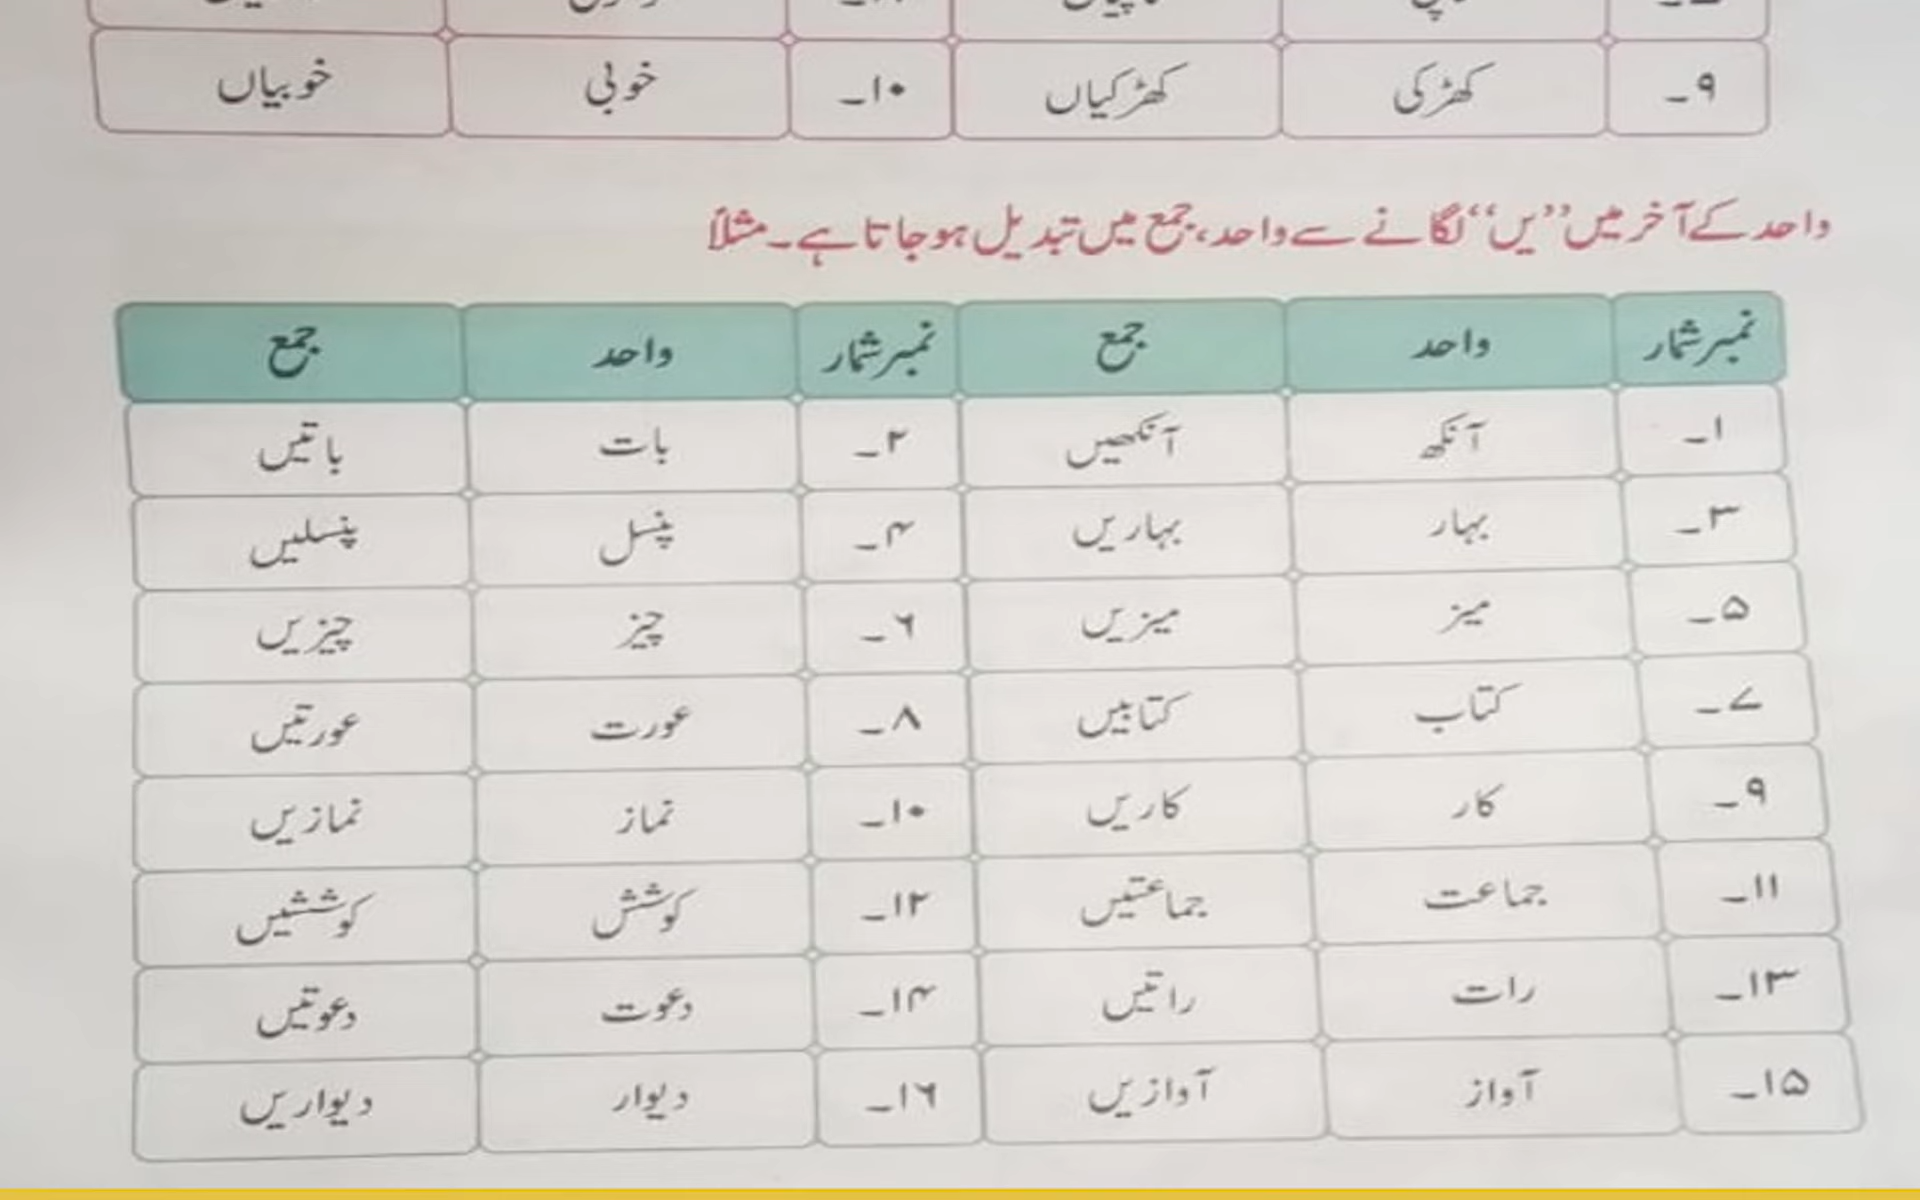 ۹۔ کھڑکی کھڑکیاں ۱۰۔ خوبی خوبیاں
واحد کے آخر میں ”یں“ لگانے سے واحد، جمع میں تبدیل ہو جاتا ہے۔ مثلاً
نمبر شمار واحد جمع نمبر شمار واحد جمع
۱۔ آنکھ آنکھیں ۲۔ بات باتیں
۳۔ بہار بہاریں ۴۔ پنسل پنسلیں
۵۔ میز میزیں ۶۔ چیز چیزیں
۷۔ کتاب کتابیں ۸۔ عورت عورتیں
۹۔ کار کاریں ۱۰۔ نماز نمازیں
۱۱۔ جماعت جماعتیں ۱۲۔ کوشش کوششیں
۱۳۔ رات راتیں ۱۴۔ دعوت دعوتیں
۱۵۔ آواز آوازیں ۱۶۔ دیوار دیواریں